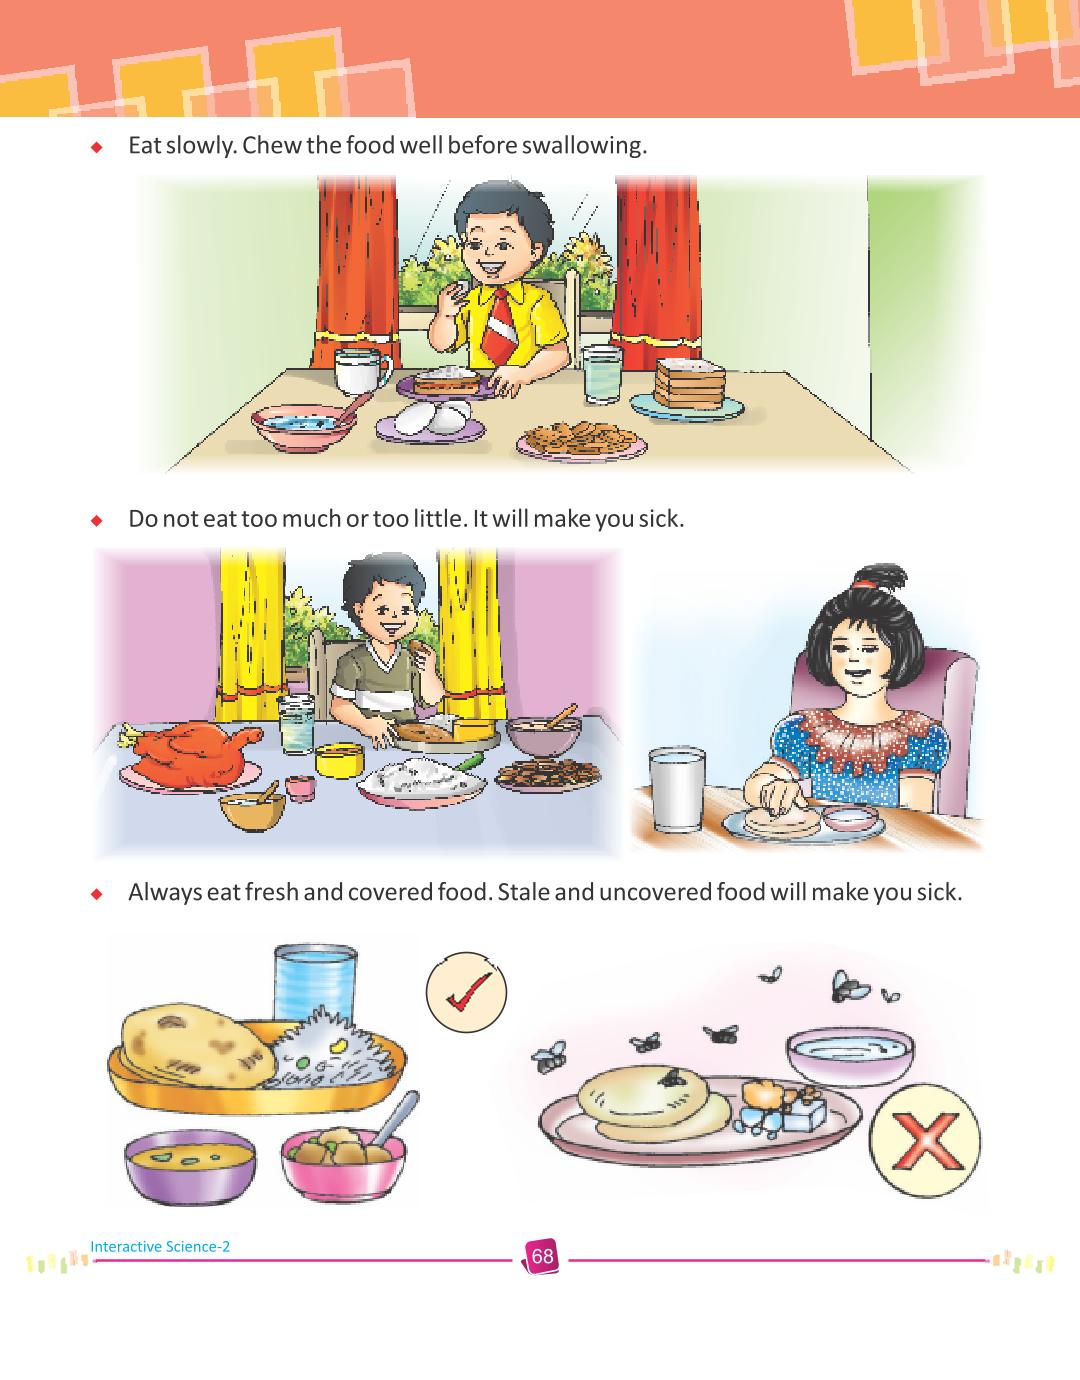 Eat slowly. Chew the food well before swallowing.
Do not eat too much or too little. It will make you sick.
Always eat fresh and covered food. Stale and uncovered food will make you sick.
Interactive Science-2
68